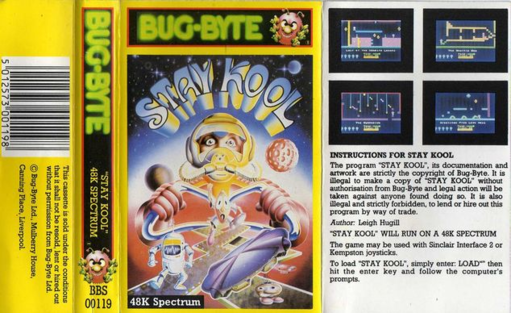 5 012573 001198
This cassette is sold under the conditions
that it shall not be resold, lent or hired out
without permission from Bug-Byte Ltd.
© Bug-Byte Ltd., Mulberry House,
Canning Place, Liverpool.
BUG-BYTE
"STAY KOOL"
48K SPECTRUM
BBS
00119
BUG-BYTE
STAY KOOL
48K Spectrum
INSTRUCTIONS FOR STAY KOOL
The program "STAY KOOL", its documentation and
artwork are strictly the copyright of Bug-Byte. It is
illegal to make a copy of "STAY KOOL" without
authorisation from Bug-Byte and legal action will be
taken against anyone found doing so. It is also
illegal and strictly forbidden, to lend or hire out this
program by way of trade.
Author: Leigh Hugill
"STAY KOOL" WILL RUN ON A 48K SPECTRUM
The game may be used with Sinclair Interface 2 or
Kempston joysticks.
To load "STAY KOOL", simply enter: LOAD"" then
hit the enter key and follow the computer's
prompts.